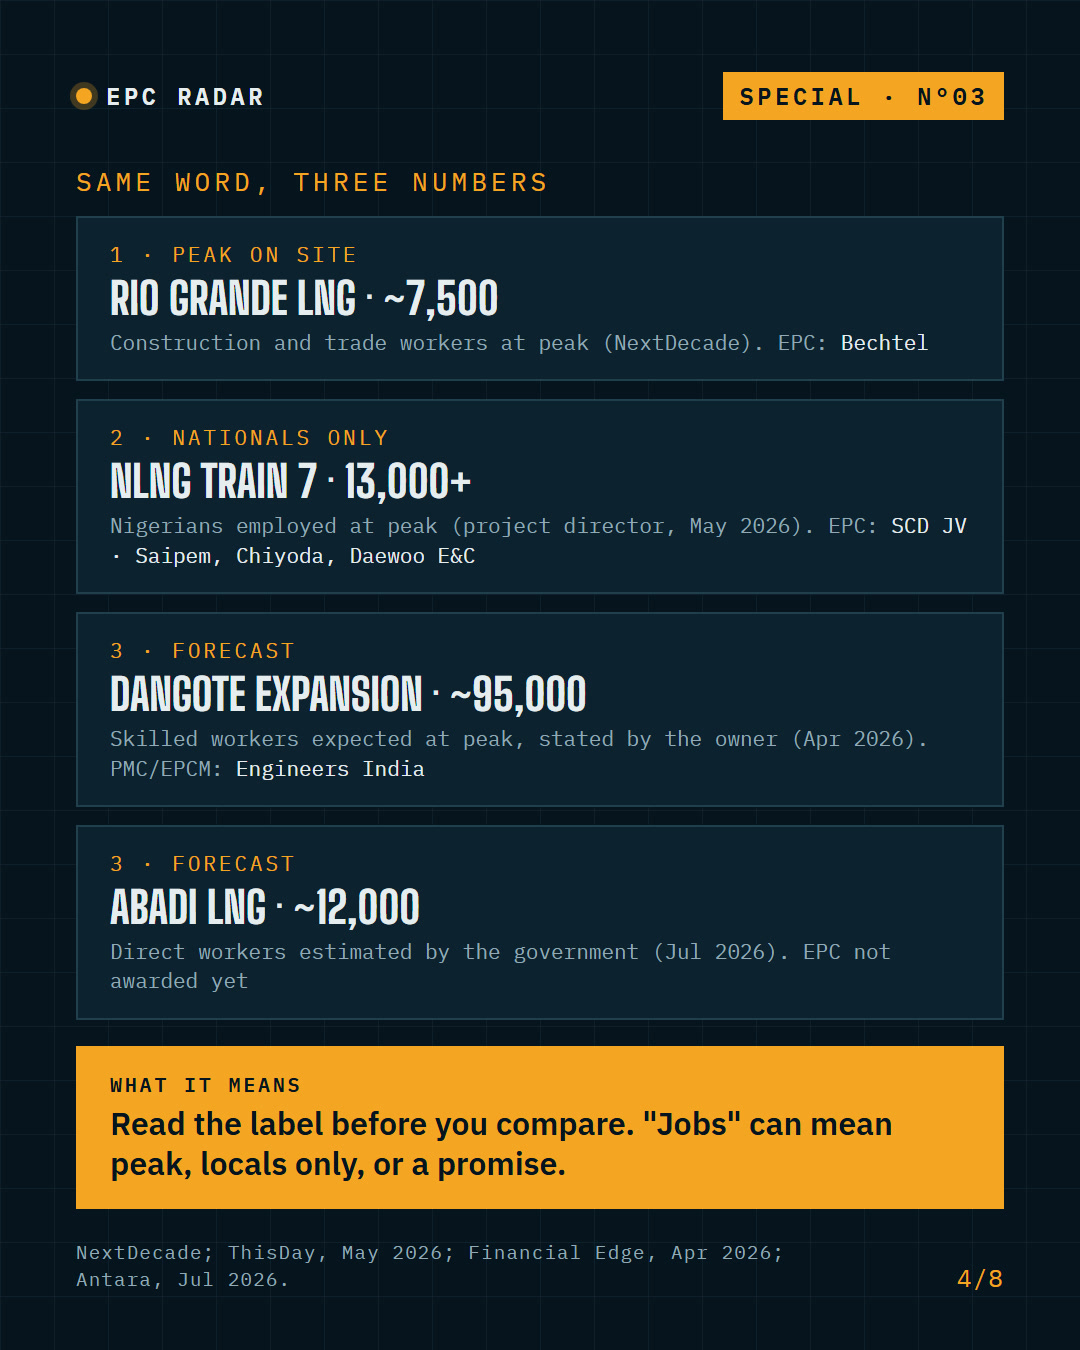 EPC RADAR
SPECIAL · Nº03
SAME WORD, THREE NUMBERS
1 · PEAK ON SITE
RIO GRANDE LNG · ~7,500
Construction and trade workers at peak (NextDecade). EPC: Bechtel
2 · NATIONALS ONLY
NLNG TRAIN 7 · 13,000+
Nigerians employed at peak (project director, May 2026). EPC: SCD JV
· Saipem, Chiyoda, Daewoo E&C
3 · FORECAST
DANGOTE EXPANSION · ~95,000
Skilled workers expected at peak, stated by the owner (Apr 2026).
PMC/EPCM: Engineers India
3 · FORECAST
ABADI LNG · ~12,000
Direct workers estimated by the government (Jul 2026). EPC not
awarded yet
WHAT IT MEANS
Read the label before you compare. "Jobs" can mean
peak, locals only, or a promise.
NextDecade; ThisDay, May 2026; Financial Edge, Apr 2026;
Antara, Jul 2026.
4/8